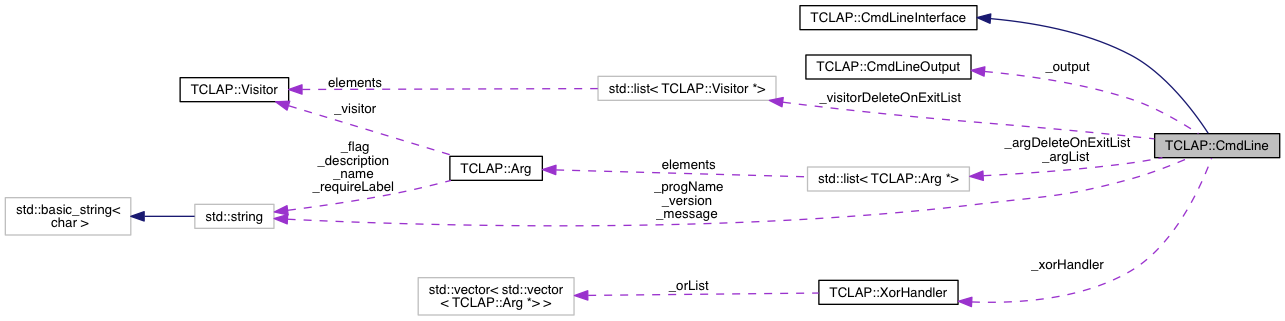 TCLAP::CmdLineInterface
TCLAP::CmdLineOutput
_output
TCLAP::Visitor
elements
std::list< TCLAP::Visitor *>
_visitorDeleteOnExitList
_visitor
TCLAP::CmdLine
_flag
_description
_name
_requireLabel
TCLAP::Arg
elements
std::list< TCLAP::Arg *>
_argDeleteOnExitList
_argList
_progName
_version
_message
std::basic_string<
char >
std::string
_xorHandler
std::vector< std::vector
< TCLAP::Arg *> >
_orList
TCLAP::XorHandler